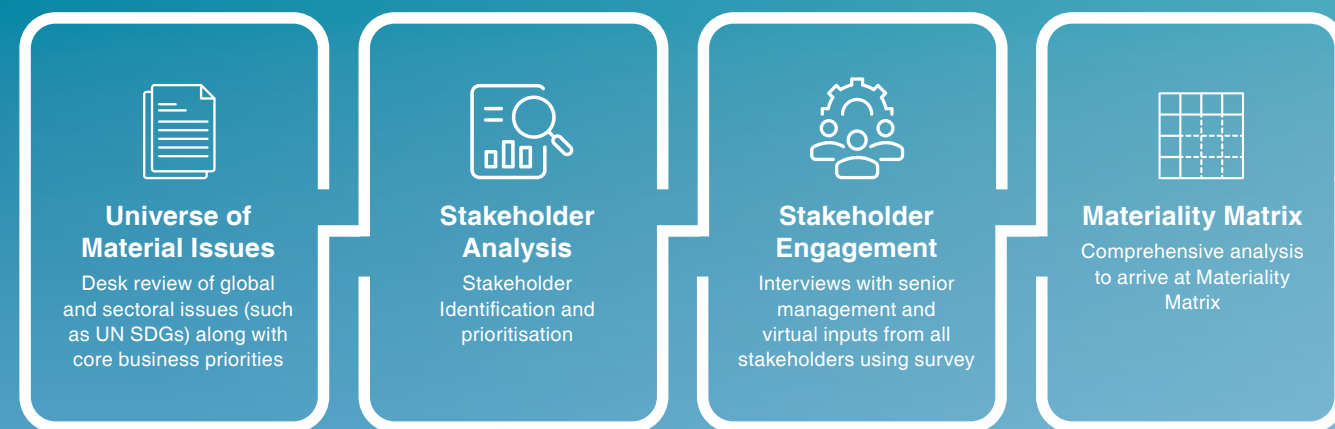 Universe of
Material Issues
Desk review of global
and sectoral issues (such
as UN SDGs) along with
core business priorities
Stakeholder
Analysis
Stakeholder
Identification and
prioritisation
Stakeholder
Engagement
Interviews with senior
management and
virtual inputs from all
stakeholders using survey
Materiality Matrix
Comprehensive analysis
to arrive at Materiality
Matrix